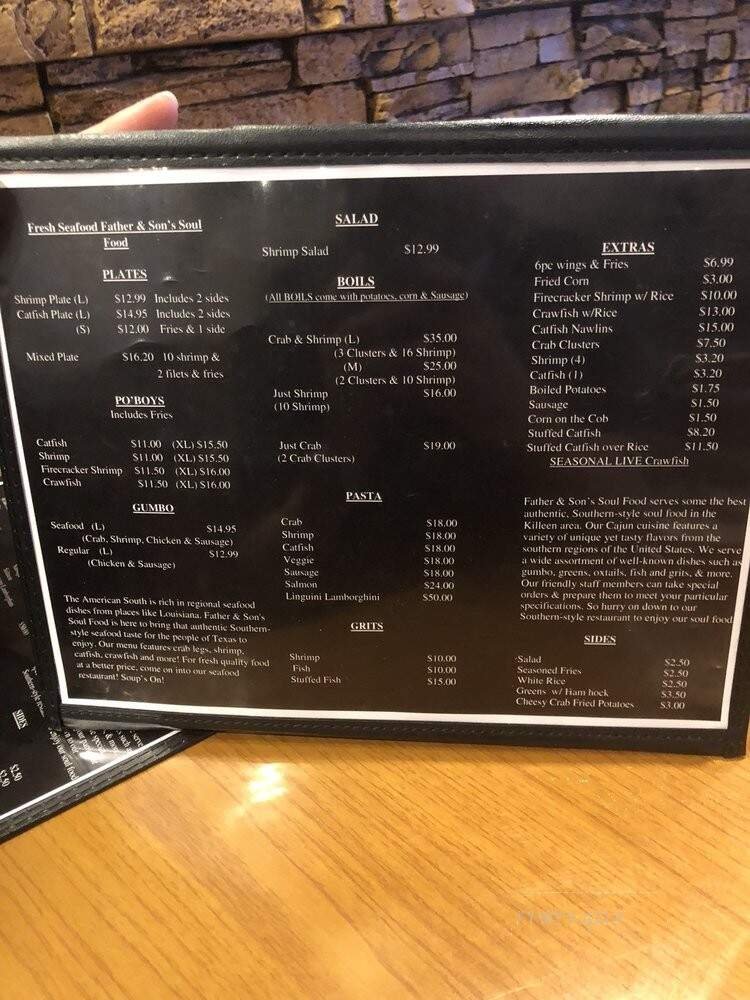 Fresh Seafood Father & Son's Soul
Food
PLATES
Shrimp Plate (L) $12.99 Includes 2 sides
Catfish Plate (L) $14.95 Includes 2 sides
(S) $12.00 Fries & 1 side
Mixed Plate $16.20 10 shrimp &
2 filets & fries
PO'BOYS
Includes Fries
Catfish $11.00 (XL) $15.50
Shrimp $11.00 (XL) $15.50
Firecracker Shrimp $11.50 (XL) $16.00
Crawfish $11.50 (XL) $16.00
GUMBO
Seafood (L) $14.95
(Crab, Shrimp, Chicken & Sausage)
Regular (L) $12.99
(Chicken & Sausage)
The American South is rich in regional seafood
dishes from places like Louisiana. Father & Son's
Soul Food is here to bring that authentic Southern-
style seafood taste for the people of Texas to
enjoy. Our menu features crab legs, shrimp,
catfish, crawfish and more! For fresh quality food
at a better price, come on into our seafood
restaurant! Soup's On!
SALAD
Shrimp Salad $12.99
BOILS
(All BOILS come with potatoes, corn & Sausage)
Crab & Shrimp (L) $35.00
(3 Clusters & 16 Shrimp)
(M) $25.00
(2 Clusters & 10 Shrimp)
Just Shrimp $16.00
(10 Shrimp)
Just Crab $19.00
(2 Crab Clusters)
PASTA
Crab $18.00
Shrimp $18.00
Catfish $18.00
Veggie $18.00
Sausage $18.00
Salmon $24.00
Linguini Lamborghini $50.00
GRITS
Shrimp $10.00
Fish $10.00
Stuffed Fish $15.00
EXTRAS
6pc wings & Fries $6.99
Fried Corn $3.00
Firecracker Shrimp w/ Rice $10.00
Crawfish w/Rice $13.00
Catfish Nawlins $15.00
Crab Clusters $7.50
Shrimp (4) $3.20
Catfish (1) $3.20
Boiled Potatoes $1.75
Sausage $1.50
Corn on the Cob $1.50
Stuffed Catfish $8.20
Stuffed Catfish over Rice $11.50
SEASONAL LIVE Crawfish
Father & Son's Soul Food serves some the best
authentic, Southern-style soul food in the
Killeen area. Our Cajun cuisine features a
variety of unique yet tasty flavors from the
southern regions of the United States. We serve
a wide assortment of well-known dishes such as
gumbo, greens, oxtails, fish and grits, & more.
Our friendly staff members can take special
orders & prepare them to meet your particular
specifications. So hurry on down to our
Southern-style restaurant to enjoy our soul food
SIDES
Salad $2.50
Seasoned Fries $2.50
White Rice $2.50
Greens w/ Ham hock $3.50
Cheesy Crab Fried Potatoes $3.00
SIDES
$2.50
$2.50
enjoy our soul food